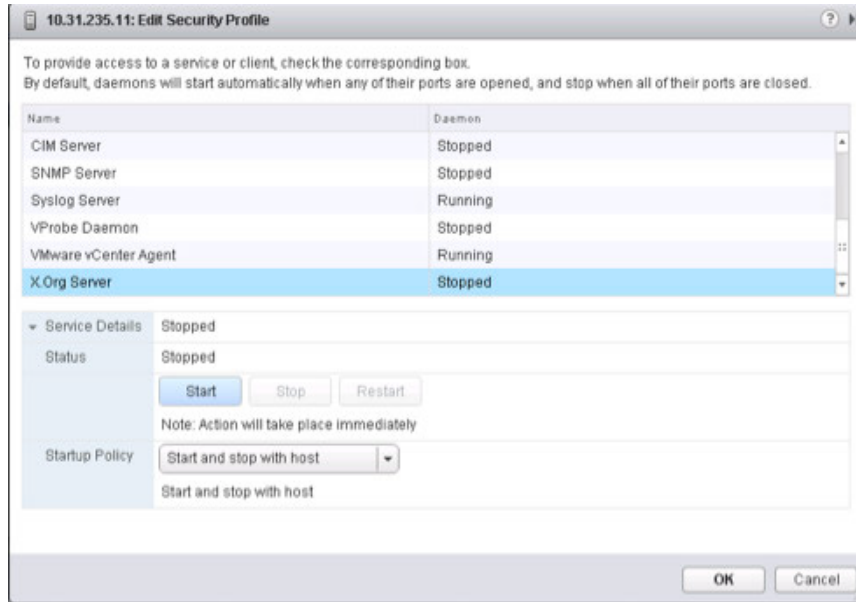 10.31.235.11: Edit Security Profile
?
To provide access to a service or client, check the corresponding box.
By default, daemons will start automatically when any of their ports are opened, and stop when all of their ports are closed.
Name Daemon
CIM Server Stopped
SNMP Server Stopped
Syslog Server Running
VProbe Daemon Stopped
VMware vCenter Agent Running
X.Org Server Stopped
Service Details Stopped
Status Stopped
Start Stop Restart
Note: Action will take place immediately
Startup Policy Start and stop with host
Start and stop with host
OK Cancel